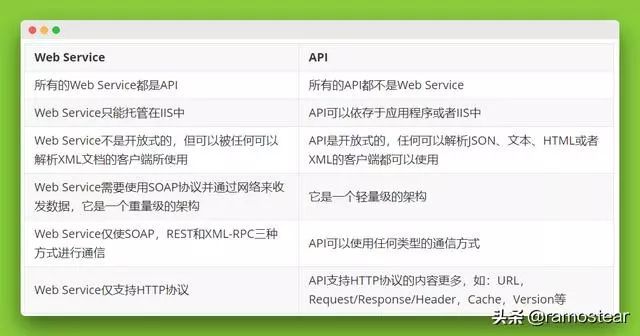 Web Service
API
所有的Web Service都是API
所有的API都不是Web Service
Web Service只能托管在IIS中
API可以依存于应用程序或者IIS中
Web Service不是开放式的，但可以被任何可以
解析XML文档的客户端所使用
API是开放式的，任何可以解析JSON、文本、HTML或者
XML的客户端都可以使用
Web Service需要使用SOAP协议并通过网络来收
发数据，它是一个重量级的架构
它是一个轻量级的架构
Web Service仅使SOAP，REST和XML-RPC三种
方式进行通信
API可以使用任何类型的通信方式
Web Service仅支持HTTP协议
API支持HTTP协议的内容更多，如：URL，
Request/Response/Header，Cache，Version等
头条 @ramostear